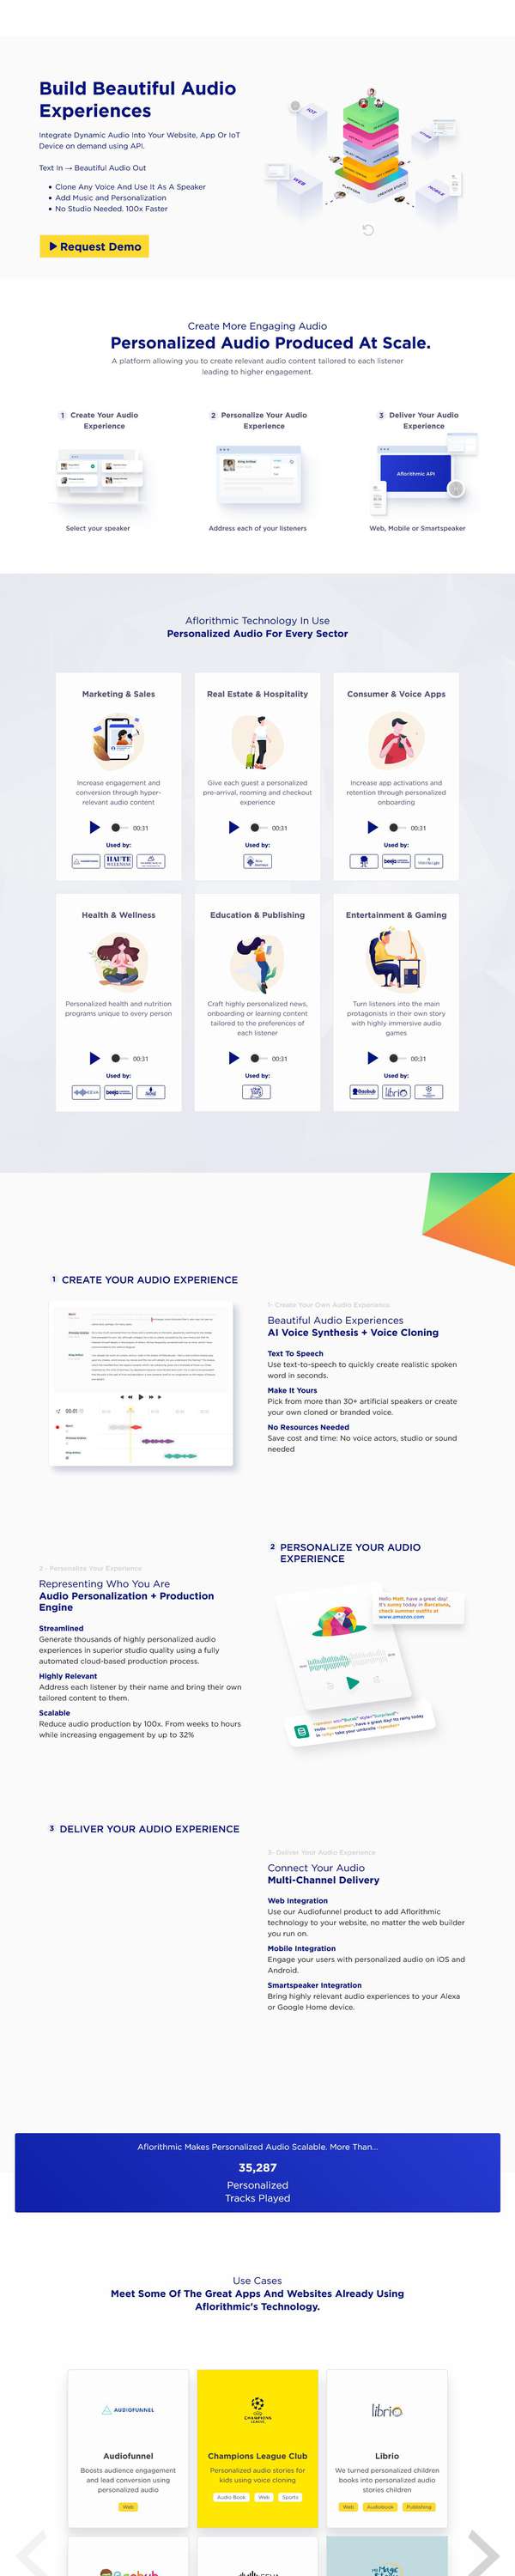 Build Beautiful Audio
Experiences
Integrate Dynamic Audio Into Your Website, App Or IoT
Device on demand using API.
Text In → Beautiful Audio Out
Clone Any Voice And Use It As A Speaker
Add Music and Personalization
No Studio Needed. 100x Faster
Request Demo
IOT
WEB
MOBILE
PLATFORM
Create More Engaging Audio
Personalized Audio Produced At Scale.
A platform allowing you to create relevant audio content tailored to each listener
leading to higher engagement.
1 Create Your Audio
Experience
Select your speaker
2 Personalize Your Audio
Experience
Address each of your listeners
3 Deliver Your Audio
Experience
Aflorithmic API
Web, Mobile or Smartspeaker
Aflorithmic Technology In Use
Personalized Audio For Every Sector
Marketing & Sales
Increase engagement and
conversion through hyper-
relevant audio content
00:31
Used by:
HAUTE
Real Estate & Hospitality
Give each guest a personalized
pre-arrival, rooming and checkout
experience
00:31
Used by:
Consumer & Voice Apps
Increase app activations and
retention through personalized
onboarding
00:31
Used by:
beeja
Health & Wellness
Personalized health and nutrition
programs unique to every person
00:31
Used by:
beeja
Education & Publishing
Craft highly personalized news,
onboarding or learning content
tailored to the preferences of
each listener
00:31
Used by:
Entertainment & Gaming
Turn listeners into the main
protagonists in their own story
with highly immersive audio
games
00:31
Used by:
librio
1 CREATE YOUR AUDIO EXPERIENCE
00:01
1- Create Your Own Audio Experience
Beautiful Audio Experiences
AI Voice Synthesis + Voice Cloning
Text To Speech
Use text-to-speech to quickly create realistic spoken
word in seconds.
Make It Yours
Pick from more than 30+ artificial speakers or create
your own cloned or branded voice.
No Resources Needed
Save cost and time: No voice actors, studio or sound
needed
2 PERSONALIZE YOUR AUDIO
EXPERIENCE
Hello Matt, have a great day!
It's sunny today in Barcelona,
check summer outfits at
www.amazon.com
2 - Personalize Your Experience
Representing Who You Are
Audio Personalization + Production
Engine
Streamlined
Generate thousands of highly personalized audio
experiences in superior studio quality using a fully
automated cloud-based production process.
Highly Relevant
Address each listener by their name and bring their own
tailored content to them.
Scalable
Reduce audio production by 100x. From weeks to hours
while increasing engagement by up to 32%
3 DELIVER YOUR AUDIO EXPERIENCE
3- Deliver Your Audio Experience
Connect Your Audio
Multi-Channel Delivery
Web Integration
Use our Audiofunnel product to add Aflorithmic
technology to your website, no matter the web builder
you run on.
Mobile Integration
Engage your users with personalized audio on iOS and
Android.
Smartspeaker Integration
Bring highly relevant audio experiences to your Alexa
or Google Home device.
Aflorithmic Makes Personalized Audio Scalable. More Than...
35,287
Personalized
Tracks Played
Use Cases
Meet Some Of The Great Apps And Websites Already Using
Aflorithmic's Technology.
AUDIOFUNNEL
Audiofunnel
Boosts audience engagement
and lead conversion using
personalized audio
Web
CHAMPIONS
LEAGUE
Champions League Club
Personalized audio stories for
kids using voice cloning
Audio Book Web Sports
librio
Librio
We turned personalized children
books into personalized audio
stories children
Web Audiobook Publishing